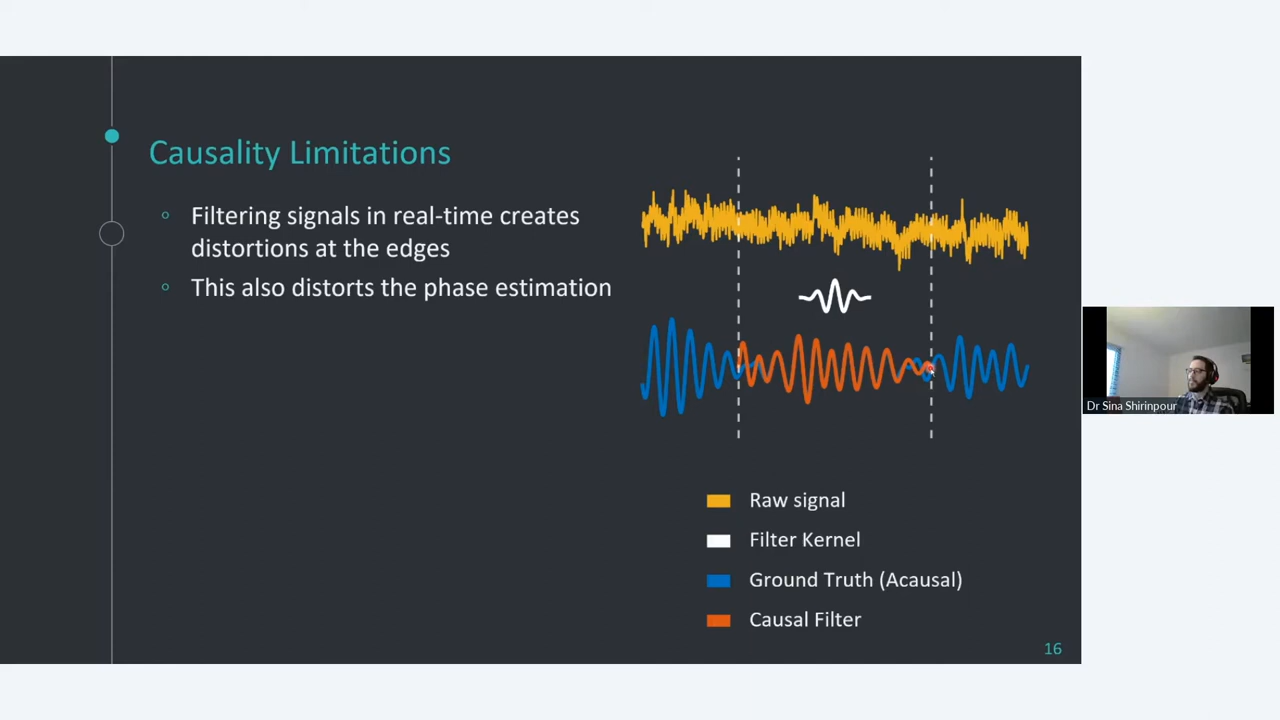 Causality Limitations
Filtering signals in real-time creates
distortions at the edges
This also distorts the phase estimation
Raw signal
Filter Kernel
Ground Truth (Acausal)
Causal Filter
16
Dr Sina Shirinpour